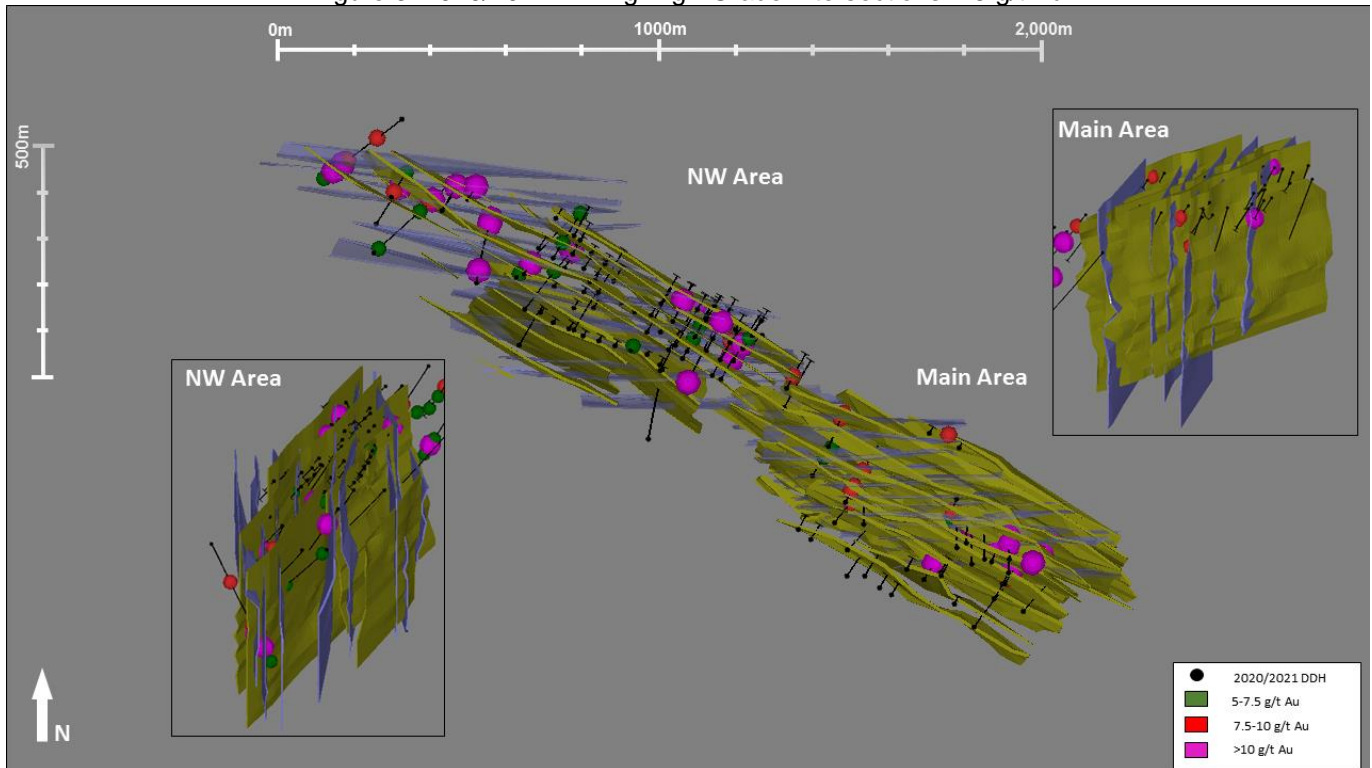 0m 1000m 2,000m
500m
Main Area
NW Area
NW Area
Main Area
N
2020/2021 DDH
5-7.5 g/t Au
7.5-10 g/t Au
>10 g/t Au